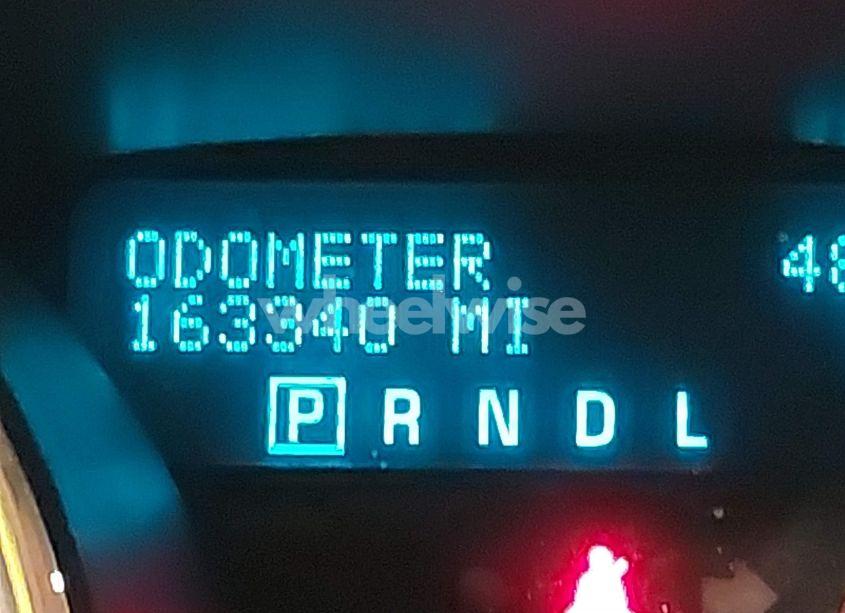 ODOMETER
163340 MI
P R N D L
wheelwise